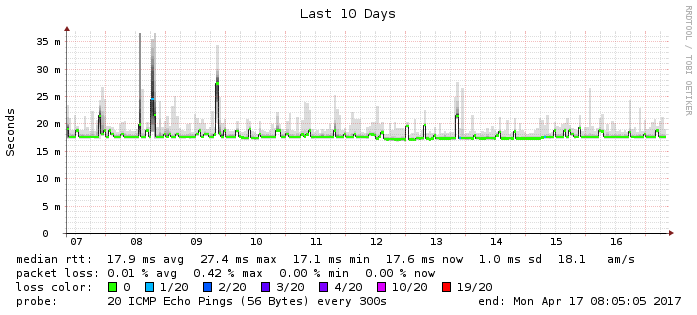 Last 10 Days
RRDTOOL / TOBI OETIKER
Seconds
35 m
30 m
25 m
20 m
15 m
10 m
5 m
0
07 08 09 10 11 12 13 14 15 16
median rtt: 17.9 ms avg 27.4 ms max 17.1 ms min 17.6 ms now 1.0 ms sd 18.1 am/s
packet loss: 0.01 % avg 0.42 % max 0.00 % min 0.00 % now
loss color: 0 1/20 2/20 3/20 4/20 10/20 19/20
probe: 20 ICMP Echo Pings (56 Bytes) every 300s end: Mon Apr 17 08:05:05 2017